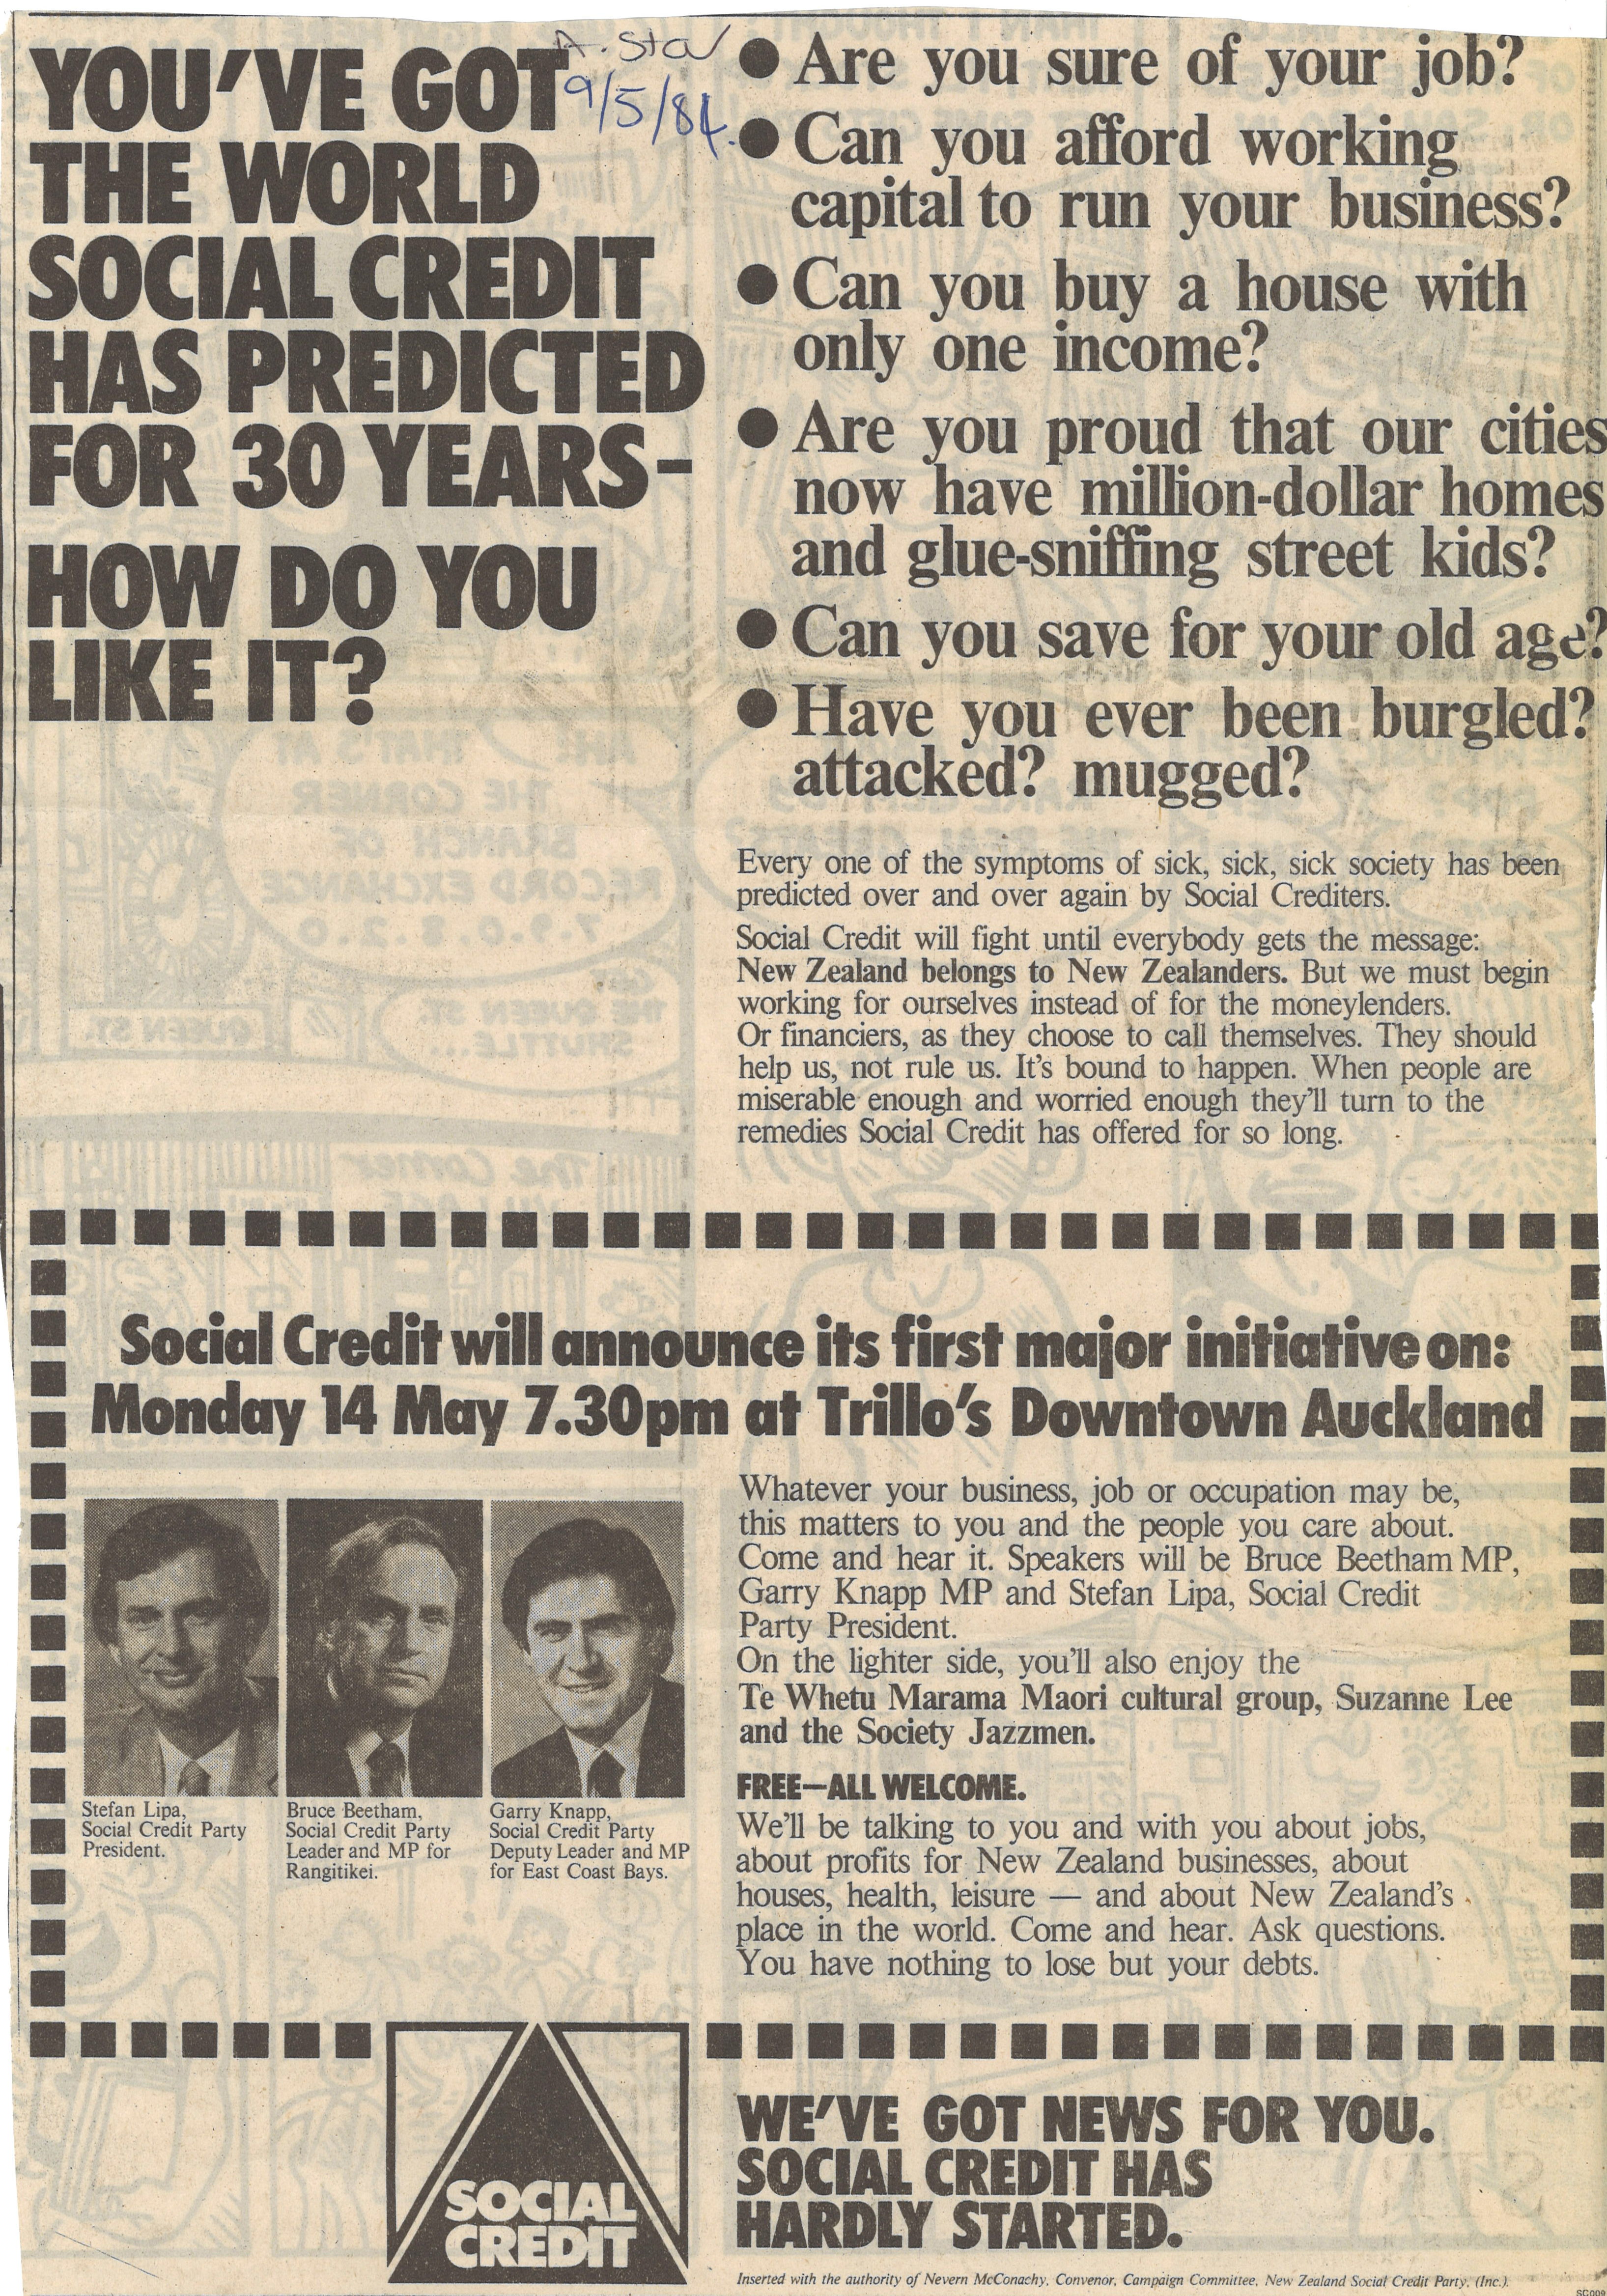 YOU'VE GOT
THE WORLD
SOCIAL CREDIT
HAS PREDICTED
FOR 30 YEARS-
HOW DO YOU
LIKE IT?
A. Star
9/5/84.
● Are you sure of your job?
● Can you afford working
capital to run your business?
● Can you buy a house with
only one income?
● Are you proud that our cities
now have million-dollar homes
and glue-sniffing street kids?
● Can you save for your old age?
● Have you ever been burgled?
attacked? mugged?
Every one of the symptoms of sick, sick, sick society has been
predicted over and over again by Social Crediters.
Social Credit will fight until everybody gets the message:
New Zealand belongs to New Zealanders. But we must begin
working for ourselves instead of for the moneylenders.
Or financiers, as they choose to call themselves. They should
help us, not rule us. It's bound to happen. When people are
miserable enough and worried enough they'll turn to the
remedies Social Credit has offered for so long.
Social Credit will announce its first major initiative on:
Monday 14 May 7.30pm at Trillo's Downtown Auckland
Stefan Lipa,
Social Credit Party
President.
Bruce Beetham,
Social Credit Party
Leader and MP for
Rangitikei.
Garry Knapp,
Social Credit Party
Deputy Leader and MP
for East Coast Bays.
Whatever your business, job or occupation may be,
this matters to you and the people you care about.
Come and hear it. Speakers will be Bruce Beetham MP,
Garry Knapp MP and Stefan Lipa, Social Credit
Party President.
On the lighter side, you'll also enjoy the
Te Whetu Marama Maori cultural group, Suzanne Lee
and the Society Jazzmen.
FREE—ALL WELCOME.
We'll be talking to you and with you about jobs,
about profits for New Zealand businesses, about
houses, health, leisure — and about New Zealand's
place in the world. Come and hear. Ask questions.
You have nothing to lose but your debts.
SOCIAL
CREDIT
WE'VE GOT NEWS FOR YOU.
SOCIAL CREDIT HAS
HARDLY STARTED.
Inserted with the authority of Nevern McConachy, Convenor, Campaign Committee, New Zealand Social Credit Party, (Inc.).